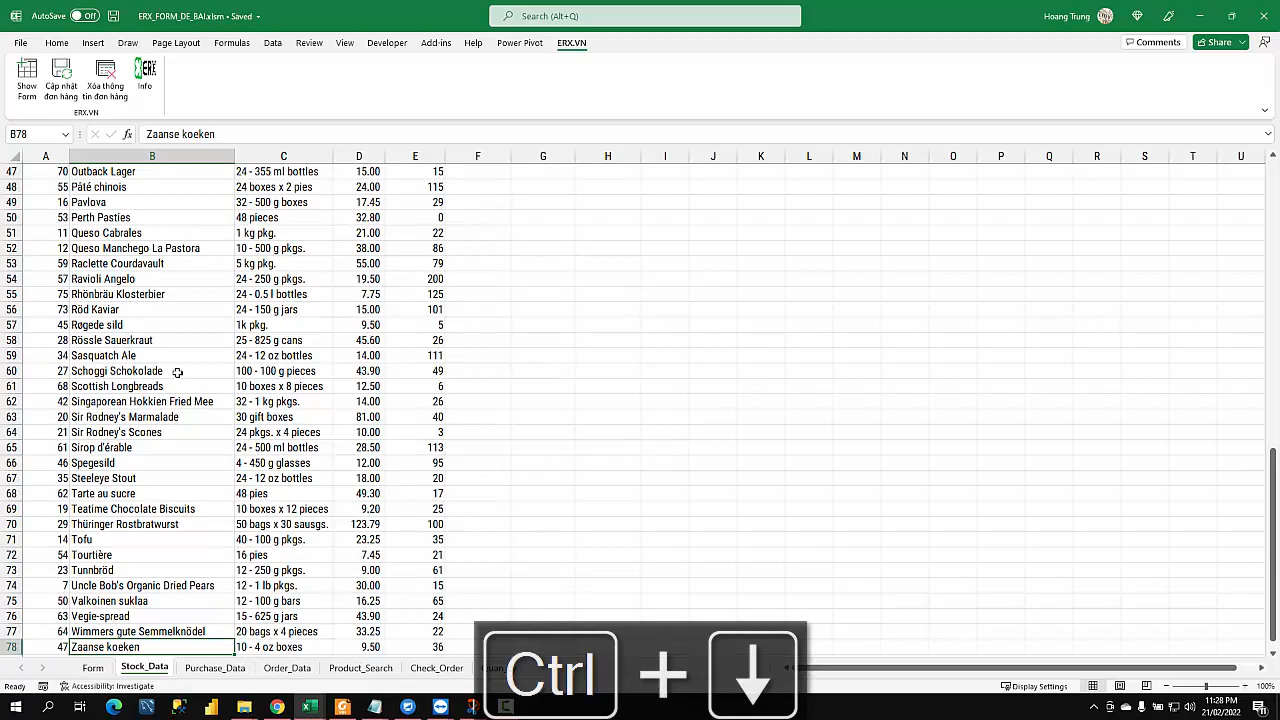 AutoSave Off ERX_FORM_DE_BAI.xlsm • Saved Search (Alt+Q) Hoang Trung
File Home Insert Draw Page Layout Formulas Data Review View Developer Add-ins Help Power Pivot ERX.VN Comments Share
Show Form Cập nhật đơn hàng Xóa thông tin đơn hàng ERX Info
ERX.VN
B78 fx Zaanse koeken
A B C D E F G H I J K L M N O P Q R S T U
47 70 Outback Lager 24 - 355 ml bottles 15.00 15
48 55 Pâté chinois 24 boxes x 2 pies 24.00 115
49 16 Pavlova 32 - 500 g boxes 17.45 29
50 53 Perth Pasties 48 pieces 32.80 0
51 11 Queso Cabrales 1 kg pkg. 21.00 22
52 12 Queso Manchego La Pastora 10 - 500 g pkgs. 38.00 86
53 59 Raclette Courdavault 5 kg pkg. 55.00 79
54 57 Ravioli Angelo 24 - 250 g pkgs. 19.50 200
55 75 Rhönbräu Klosterbier 24 - 0.5 l bottles 7.75 125
56 73 Röd Kaviar 24 - 150 g jars 15.00 101
57 45 Røgede sild 1k pkg. 9.50 5
58 28 Rössle Sauerkraut 25 - 825 g cans 45.60 26
59 34 Sasquatch Ale 24 - 12 oz bottles 14.00 111
60 27 Schoggi Schokolade 100 - 100 g pieces 43.90 49
61 68 Scottish Longbreads 10 boxes x 8 pieces 12.50 6
62 42 Singaporean Hokkien Fried Mee 32 - 1 kg pkgs. 14.00 26
63 20 Sir Rodney's Marmalade 30 gift boxes 81.00 40
64 21 Sir Rodney's Scones 24 pkgs. x 4 pieces 10.00 3
65 61 Sirop d'érable 24 - 500 ml bottles 28.50 113
66 46 Spegesild 4 - 450 g glasses 12.00 95
67 35 Steeleye Stout 24 - 12 oz bottles 18.00 20
68 62 Tarte au sucre 48 pies 49.30 17
69 19 Teatime Chocolate Biscuits 10 boxes x 12 pieces 9.20 25
70 29 Thüringer Rostbratwurst 50 bags x 30 sausgs. 123.79 100
71 14 Tofu 40 - 100 g pkgs. 23.25 35
72 54 Tourtière 16 pies 7.45 21
73 23 Tunnbröd 12 - 250 g pkgs. 9.00 61
74 7 Uncle Bob's Organic Dried Pears 12 - 1 lb pkgs. 30.00 15
75 50 Valkoinen suklaa 12 - 100 g bars 16.25 65
76 63 Vegie-spread 15 - 625 g jars 43.90 24
77 64 Wimmers gute Semmelknödel 20 bags x 4 pieces 33.25 22
78 47 Zaanse koeken 10 - 4 oz boxes 9.50 36
Ctrl + ↓
Form Stock_Data Purchase_Data Order_Data Product_Search Check_Order
Ready Accessibility: Investigate Display Settings 100%
11:28 PM
21/02/2022